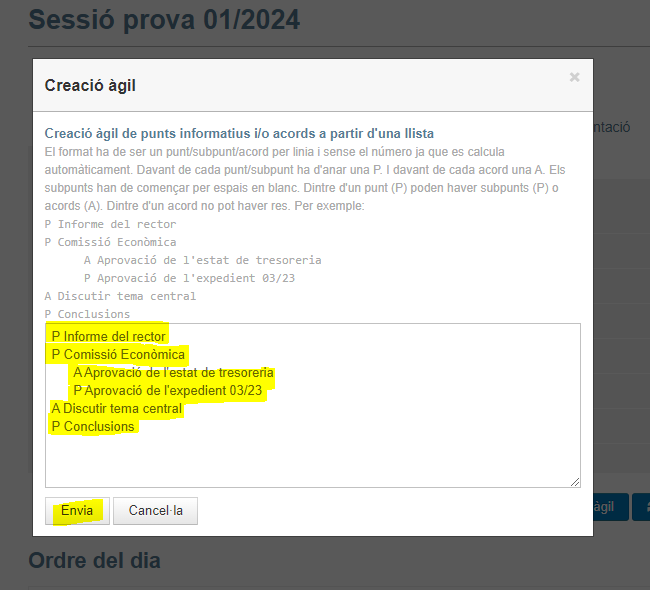 Sessió prova 01/2024
Creació àgil
×
ntació
Creació àgil de punts informatius i/o acords a partir d'una llista
El format ha de ser un punt/subpunt/acord per linia i sense el número ja que es calcula
automàticament. Davant de cada punt/subpunt ha d'anar una P. I davant de cada acord una A. Els
subpunts han de començar per espais en blanc. Dintre d'un punt (P) poden haver subpunts (P) o
acords (A). Dintre d'un acord no pot haver res. Per exemple:
P Informe del rector
P Comissió Econòmica
A Aprovació de l'estat de tresoreria
P Aprovació de l'expedient 03/23
A Discutir tema central
P Conclusions
P Informe del rector
P Comissió Econòmica
A Aprovació de l'estat de tresoreria
P Aprovació de l'expedient 03/23
A Discutir tema central
P Conclusions
Envia Cancel·la
àgil
Ordre del dia